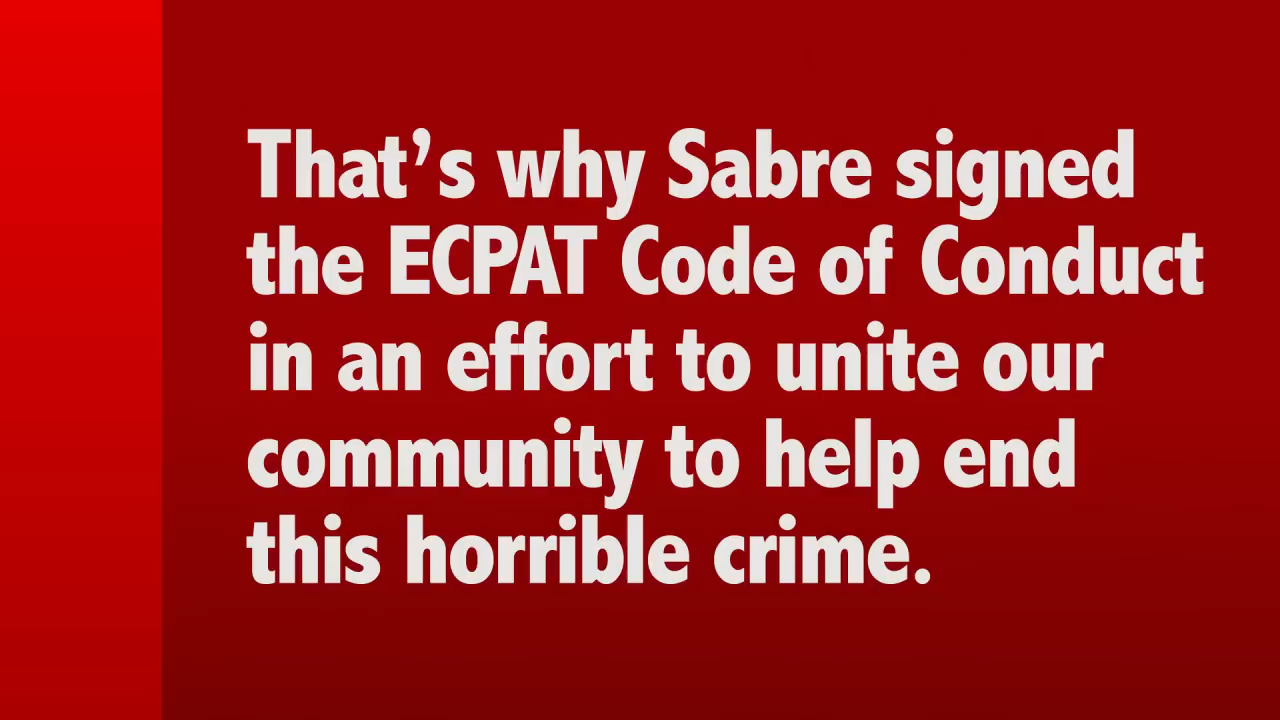 That’s why Sabre signed
the ECPAT Code of Conduct
in an effort to unite our
community to help end
this horrible crime.